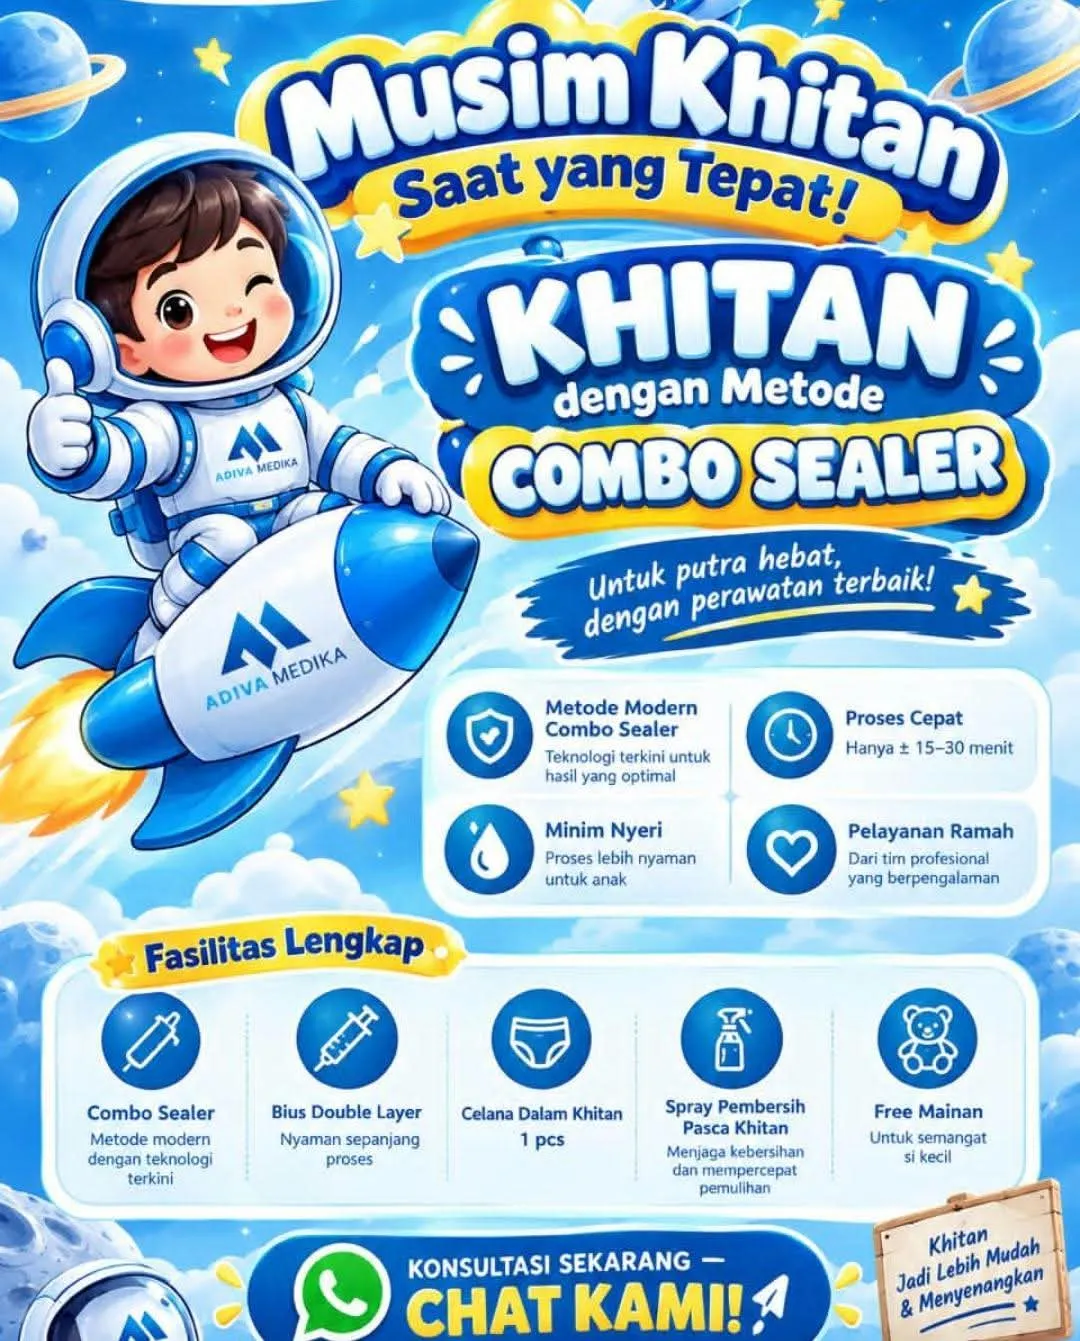 Musim Khitan
Saat yang Tepat!
KHITAN
dengan Metode
COMBO SEALER
Untuk putra hebat,
dengan perawatan terbaik!
ADIVA MEDIKA
ADIVA MEDIKA
Metode Modern
Combo Sealer
Teknologi terkini untuk
hasil yang optimal
Proses Cepat
Hanya ± 15–30 menit
Minim Nyeri
Proses lebih nyaman
untuk anak
Pelayanan Ramah
Dari tim profesional
yang berpengalaman
Fasilitas Lengkap
Combo Sealer
Metode modern
dengan teknologi
terkini
Bius Double Layer
Nyaman sepanjang
proses
Celana Dalam Khitan
1 pcs
Spray Pembersih
Pasca Khitan
Menjaga kebersihan
dan mempercepat
pemulihan
Free Mainan
Untuk semangat
si kecil
KONSULTASI SEKARANG —
CHAT KAMI!
Khitan
Jadi Lebih Mudah
& Menyenangkan